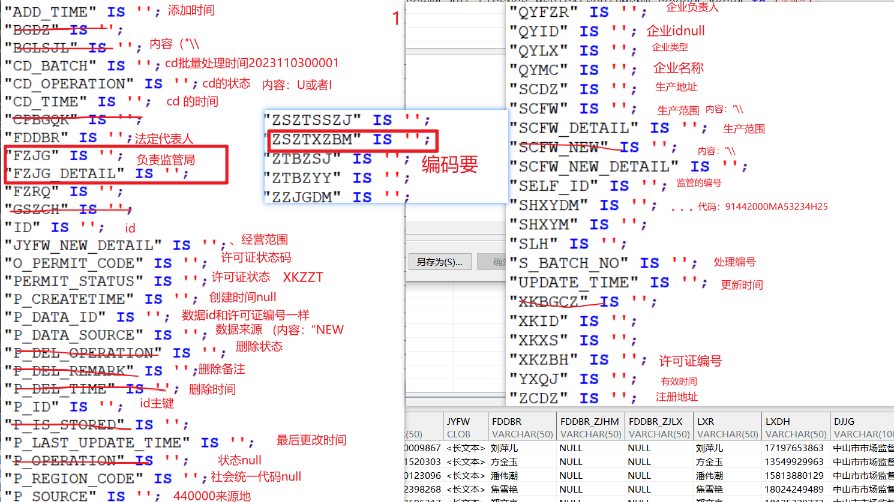 "ADD_TIME" IS ''; 添加时间
"BGDZ" IS '';
"BGLSJL" IS ''; 内容（"\\
"CD_BATCH" IS ''; cd批量处理时间2023110300001
"CD_OPERATION" IS ''; cd的状态 内容：U或者I
"CD_TIME" IS ''; cd 的时间
"CPBGQK" IS '';
"FDDBR" IS ''; 法定代表人
"FZJG" IS ''; 负责监管局
"FZJG_DETAIL" IS '';
"FZRQ" IS '';
"GSZCH" IS '';
"ID" IS ''; id
"JYFW_NEW_DETAIL" IS ''; 、经营范围
"O_PERMIT_CODE" IS ''; 许可证状态码
"PERMIT_STATUS" IS ''; 许可证状态 XKZZT
"P_CREATETIME" IS ''; 创建时间null
"P_DATA_ID" IS ''; 数据id和许可证编号一样
"P_DATA_SOURCE" IS ''; 数据来源 （内容：“NEW
"P_DEL_OPERATION" IS ''; 删除状态
"P_DEL_REMARK" IS ''; 删除备注
"P_DEL_TIME" IS ''; 删除时间
"P_ID" IS ''; id主键
"P_IS_STORED" IS '';
"P_LAST_UPDATE_TIME" IS ''; 最后更改时间
"P_OPERATION" IS ''; 状态null
"P_REGION_CODE" IS ''; 社会统一代码null
"P_SOURCE" IS ''; 440000来源地
1
"ZSZTSSZJ" IS '';
"ZSZTXZBM" IS '';
"ZTBZSJ" IS ''; 编码要
"ZTBZYY" IS '';
"ZZJGDM" IS '';
另存为(S)...
"QYFZR" IS ''; 企业负责人
"QYID" IS ''; 企业idnull
"QYLX" IS ''; 企业类型
"QYMC" IS ''; 企业名称
"SCDZ" IS ''; 生产地址
"SCFW" IS ''; 生产范围 内容："\\
"SCFW_DETAIL" IS ''; 生产范围
"SCFW_NEW" IS ''; 内容："\\
"SCFW_NEW_DETAIL" IS '';
"SELF_ID" IS ''; 监管的编号
"SHXYDM" IS ''; 。。。代码：91442000MA53234H25
"SHXYM" IS '';
"SLH" IS '';
"S_BATCH_NO" IS ''; 处理编号
"UPDATE_TIME" IS ''; 更新时间
"XKBGCZ" IS '';
"XKID" IS '';
"XKXS" IS '';
"XKZBH" IS ''; 许可证编号
"YXQJ" IS ''; 有效时间
"ZCDZ" IS ''; 注册地址
JYFW FDDBR FDDBR_ZJHM FDDBR_ZJLX LXR LXDH DJJG
(50) CLOB VARCHAR(50) VARCHAR(50) VARCHAR(50) VARCHAR(50) VARCHAR(50) VARCHAR(100
0009867 <长文本> 刘萍儿 NULL NULL 刘萍儿 17197653863 中山市市场监督
1520303 <长文本> 方金玉 NULL NULL 方金玉 13549929963 中山市市场监督
0123096 <长文本> 潘伟潮 NULL NULL 潘伟潮 15813880129 中山市市场监督
2398268 <长文本> 焦雪艳 NULL NULL 焦雪艳 18024249489 中山市市场监督